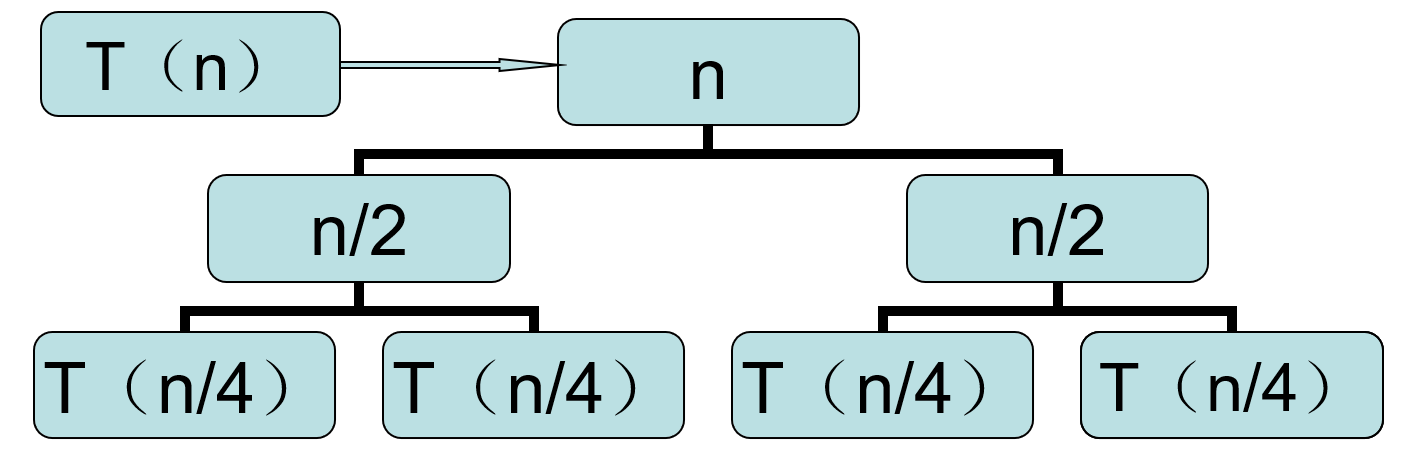 T（n）
n
n/2
n/2
T（n/4）
T（n/4）
T（n/4）
T（n/4）